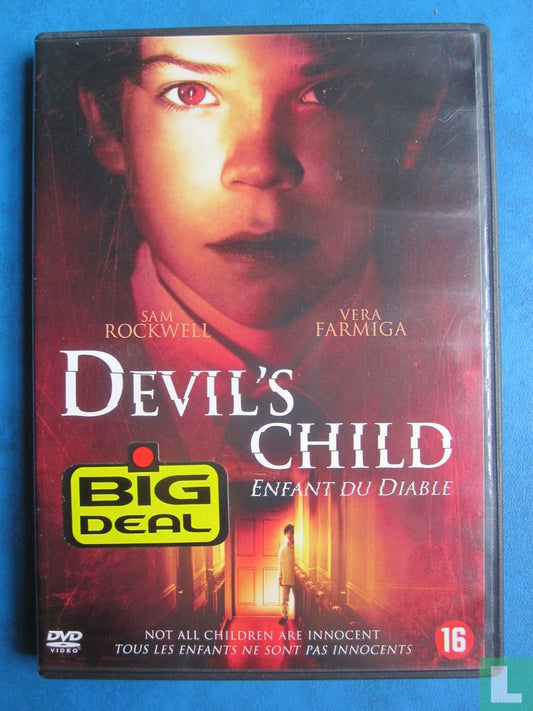 SAM
ROCKWELL
VERA
FARMIGA
DEVIL'S
CHILD
ENFANT DU DIABLE
BIG
DEAL
NOT ALL CHILDREN ARE INNOCENT
TOUS LES ENFANTS NE SONT PAS INNOCENTS
DVD
VIDEO
16
L